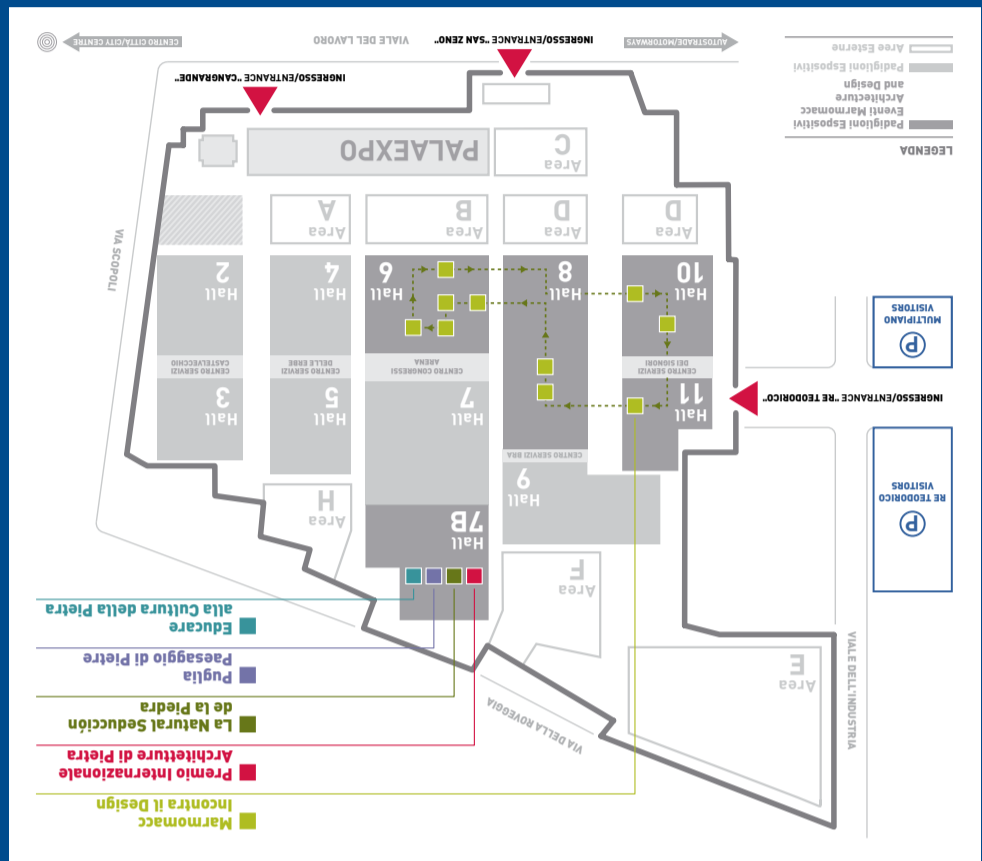 Marmomacc
Incontra il Design
Premio Internazionale
Architetture di Pietra
La Natural Seducción
de la Piedra
Puglia
Paesaggio di Pietre
Educare
alla Cultura della Pietra
Area
E
VIALE DELL'INDUSTRIA
VIA DELLA ROVEGGIA
Area
F
Hall
7B
Area
H
P
RE TEODORICO
VISITORS
Hall
9
CENTRO SERVIZI BRA
INGRESSO/ENTRANCE "RE TEODORICO"
Hall
11
Hall
7
Hall
5
Hall
3
CENTRO SERVIZI
DEI SIGNORI
CENTRO CONGRESSI
ARENA
CENTRO SERVIZI
DELLE ERBE
CENTRO SERVIZI
CASTELVECCHIO
P
MULTIPIANO
VISITORS
Hall
10
Hall
8
Hall
6
Hall
4
Hall
2
VIA SCOPOLI
Area
D
Area
D
Area
B
Area
A
Area
C
PALAEXPO
LEGENDA
Padiglioni Espositivi
Eventi Marmomacc
Architecture
and Design
Padiglioni Espositivi
Aree Esterne
INGRESSO/ENTRANCE "CANGRANDE"
INGRESSO/ENTRANCE "SAN ZENO"
AUTOSTRADE/MOTORWAYS
VIALE DEL LAVORO
CENTRO CITTÀ/CITY CENTRE